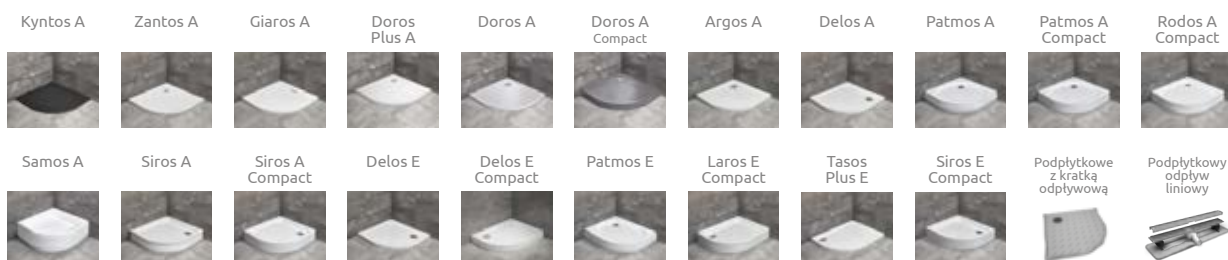 Kyntos A
Zantos A
Giaros A
Doros
Plus A
Doros A
Doros A
Compact
Argos A
Delos A
Patmos A
Patmos A
Compact
Rodos A
Compact
Samos A
Siros A
Siros A
Compact
Delos E
Delos E
Compact
Patmos E
Laros E
Compact
Tasos
Plus E
Siros E
Compact
Podpłytkowe
z kratką
odpływową
Podpłytkowy
odpływ
liniowy